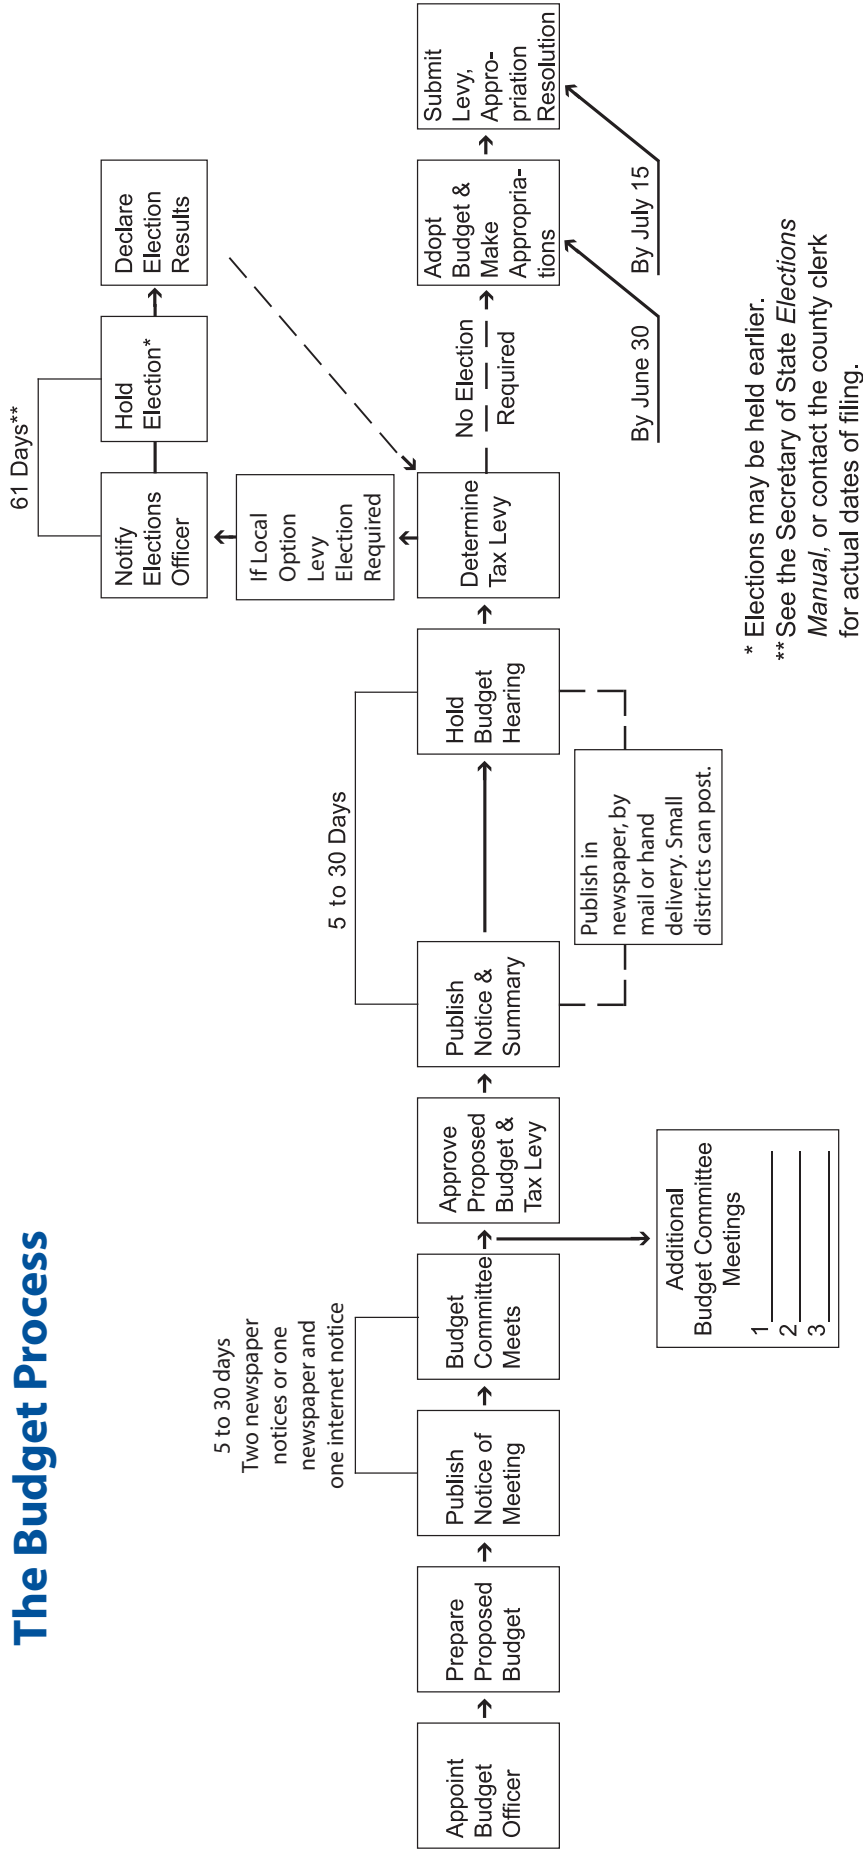 The Budget Process
Appoint
Budget
Officer
Prepare
Proposed
Budget
Publish
Notice of
Meeting
5 to 30 days
Two newspaper
notices or one
newspaper and
one internet notice
Budget
Committee
Meets
Additional
Budget Committee
Meetings
1
2
3
Approve
Proposed
Budget &
Tax Levy
Publish
Notice &
Summary
5 to 30 Days
Publish in
newspaper, by
mail or hand
delivery. Small
districts can post.
Hold
Budget
Hearing
Determine
Tax Levy
If Local
Option
Levy
Election
Required
Notify
Elections
Officer
61 Days**
Hold
Election*
Declare
Election
Results
No Election
Required
Adopt
Budget &
Make
Appropria-
tions
By June 30
Submit
Levy,
Appro-
priation
Resolution
By July 15
* Elections may be held earlier.
** See the Secretary of State Elections
Manual, or contact the county clerk
for actual dates of filing.